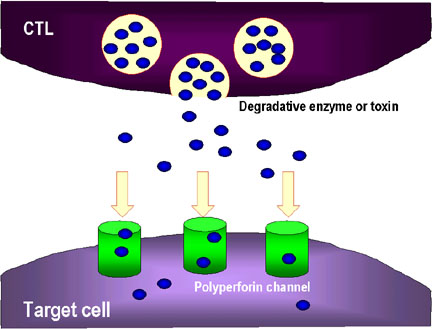 CTL
Degradative enzyme or toxin
Polyperforin channel
Target cell